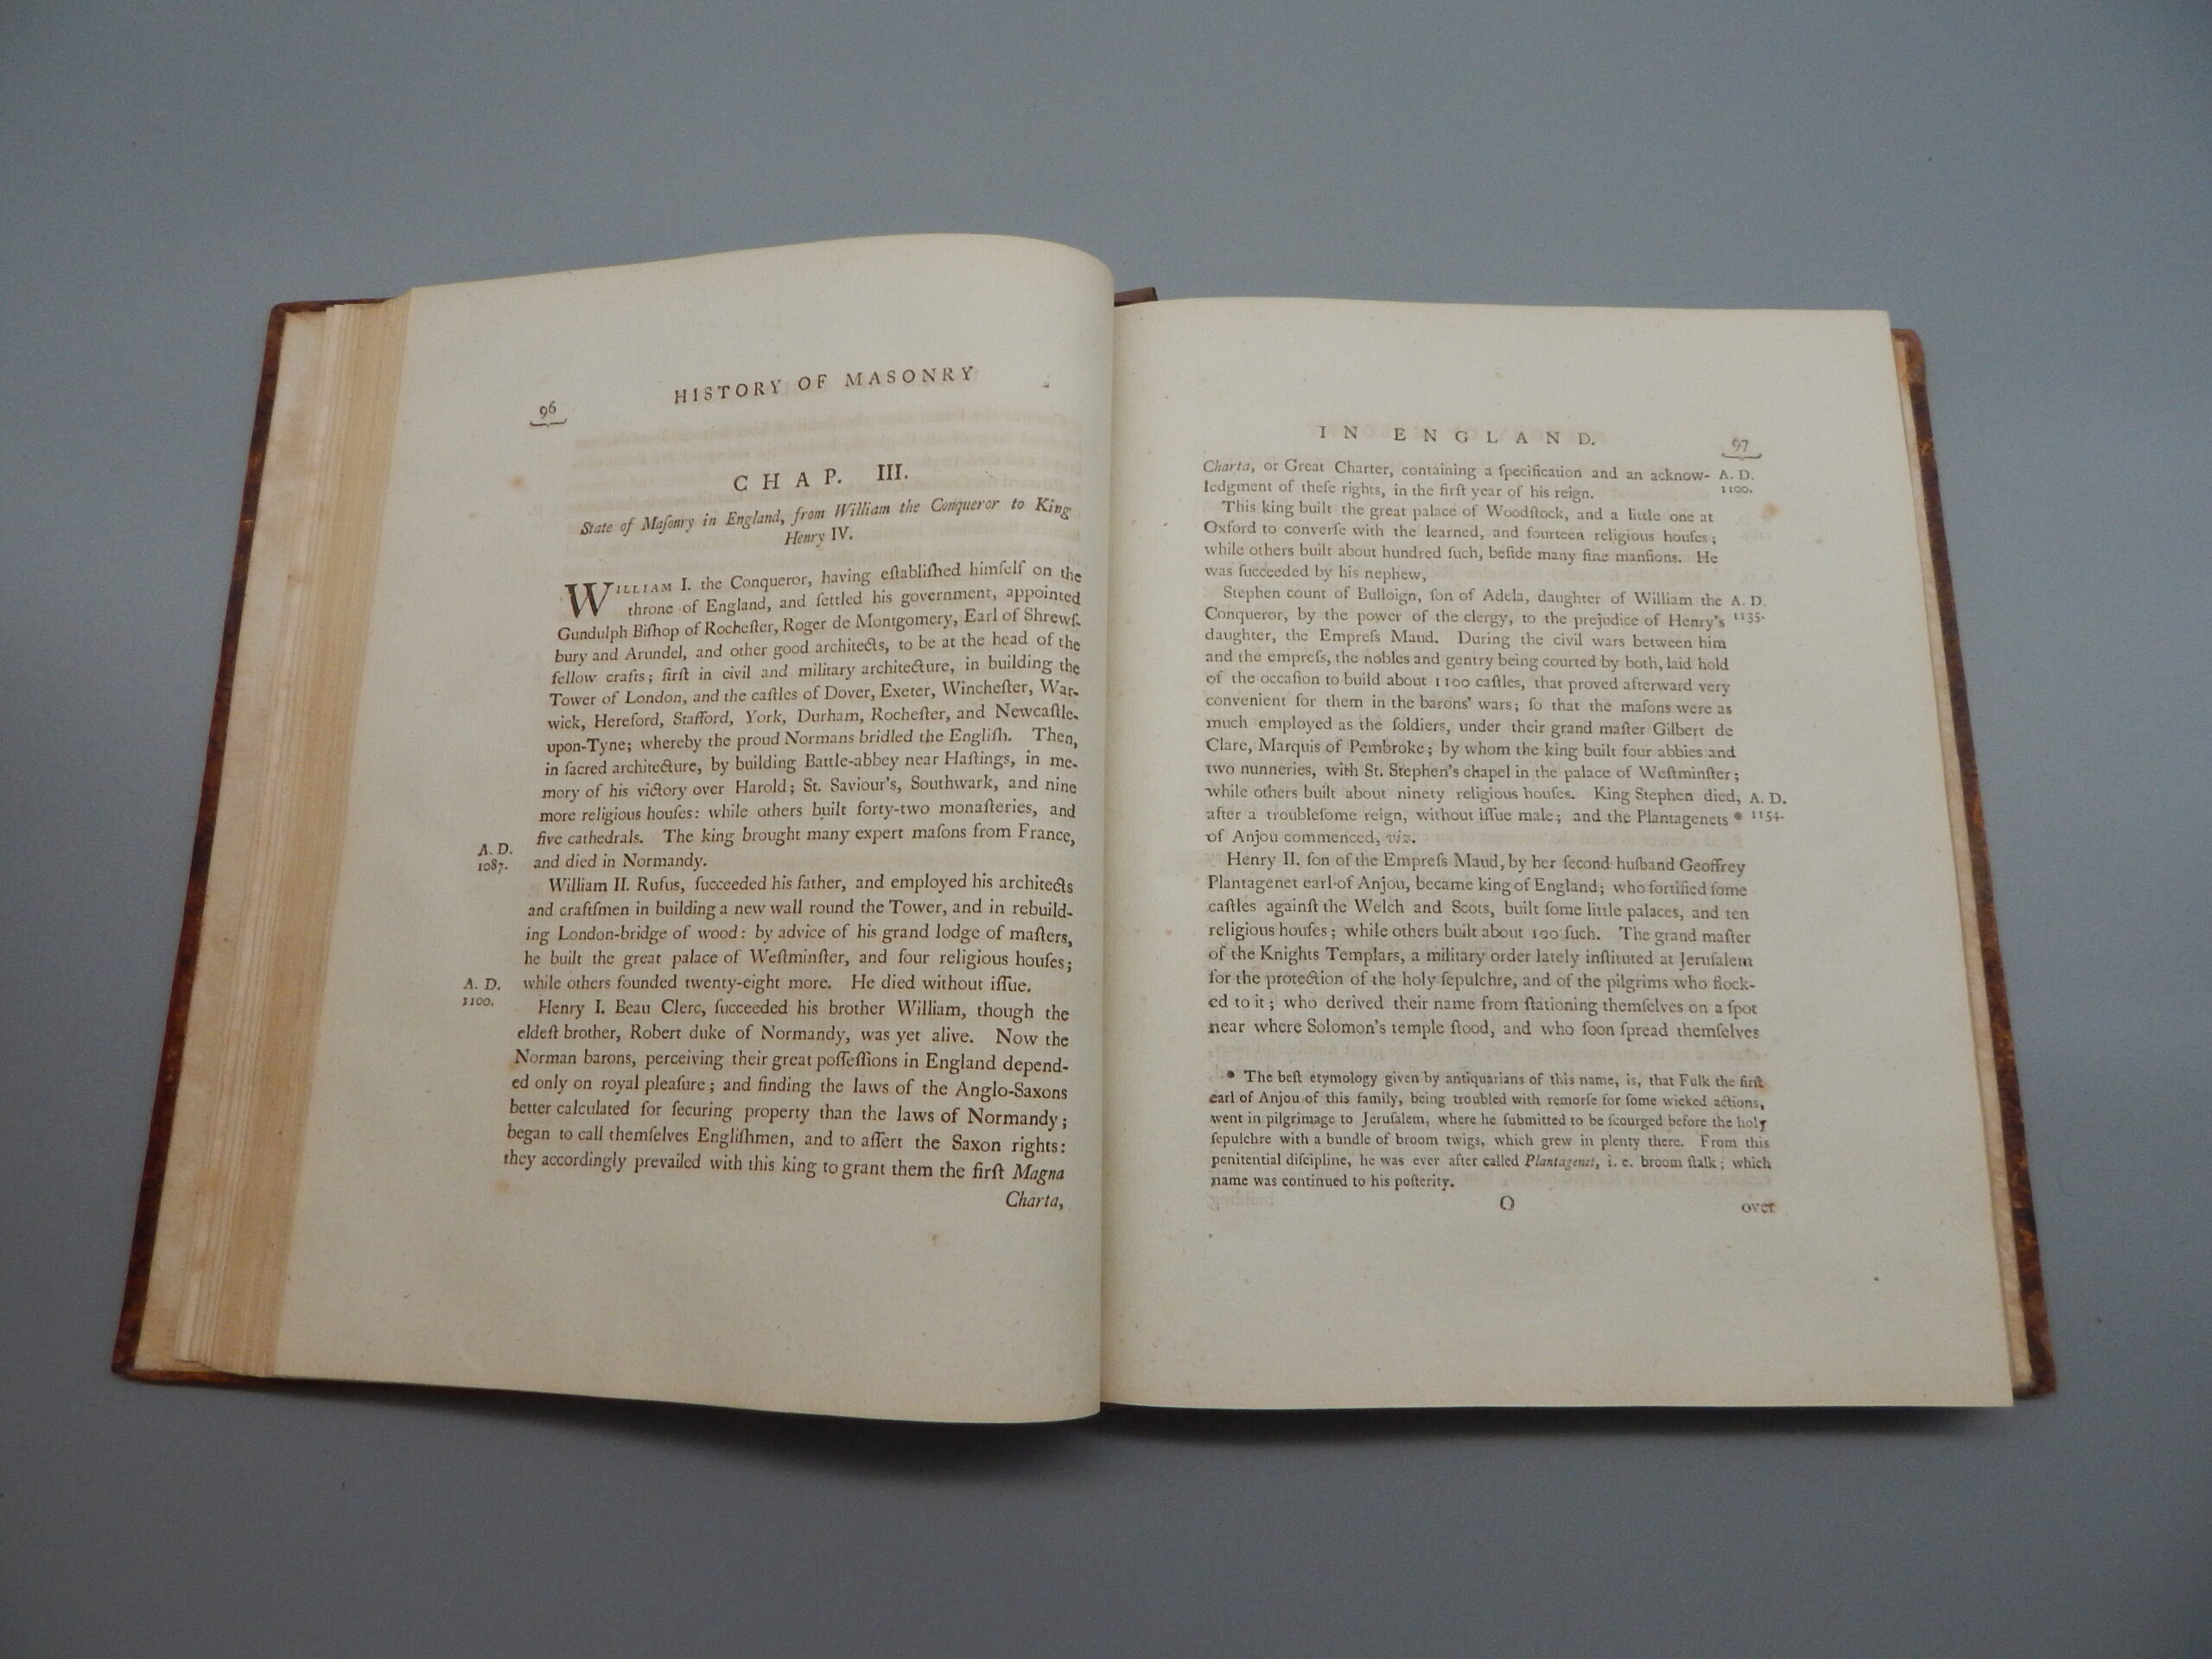 96
HISTORY OF MASONRY
CHAP. III.
State of Maſonry in England, from William the Conqueror to King
Henry IV.
WILLIAM I. the Conqueror, having eſtabliſhed himſelf on the
throne of England, and ſettled his government, appointed
Gundulph Biſhop of Rocheſter, Roger de Montgomery, Earl of Shrewſ-
bury and Arundel, and other good architects, to be at the head of the
fellow crafts; firſt in civil and military architecture, in building the
Tower of London, and the caſtles of Dover, Exeter, Wincheſter, War-
wick, Hereford, Stafford, York, Durham, Rocheſter, and Newcaſtle-
upon-Tyne; whereby the proud Normans bridled the Engliſh. Then,
in ſacred architecture, by building Battle-abbey near Haſtings, in me-
mory of his victory over Harold; St. Saviour's, Southwark, and nine
more religious houſes: while others built forty-two monaſteries, and
five cathedrals. The king brought many expert maſons from France,
A. D.
1087.
and died in Normandy.
William II. Rufus, ſucceeded his father, and employed his architects
and craftſmen in building a new wall round the Tower, and in rebuild-
ing London-bridge of wood: by advice of his grand lodge of maſters,
he built the great palace of Weſtminſter, and four religious houſes;
A. D.
1100.
while others founded twenty-eight more. He died without iſſue.
Henry I. Beau Clerc, ſucceeded his brother William, though the
eldeſt brother, Robert duke of Normandy, was yet alive. Now the
Norman barons, perceiving their great poſſeſſions in England depend-
ed only on royal pleaſure; and finding the laws of the Anglo-Saxons
better calculated for ſecuring property than the laws of Normandy;
began to call themſelves Engliſhmen, and to aſſert the Saxon rights:
they accordingly prevailed with this king to grant them the firſt Magna
Charta,
IN ENGLAND.
97
Charta, or Great Charter, containing a ſpecification and an acknow-
A. D.
1100.
ledgment of theſe rights, in the firſt year of his reign.
This king built the great palace of Woodſtock, and a little one at
Oxford to converſe with the learned, and fourteen religious houſes;
while others built about hundred ſuch, beſide many fine manſions. He
was ſucceeded by his nephew,
Stephen count of Bulloign, ſon of Adela, daughter of William the
A. D.
1135.
Conqueror, by the power of the clergy, to the prejudice of Henry's
daughter, the Empreſs Maud. During the civil wars between him
and the empreſs, the nobles and gentry being courted by both, laid hold
of the occaſion to build about 1100 caſtles, that proved afterward very
convenient for them in the barons' wars; ſo that the maſons were as
much employed as the ſoldiers, under their grand maſter Gilbert de
Clare, Marquis of Pembroke; by whom the king built four abbies and
two nunneries, with St. Stephen's chapel in the palace of Weſtminſter;
while others built about ninety religious houſes. King Stephen died,
A. D.
1154.
after a troubleſome reign, without iſſue male; and the Plantagenets *
of Anjou commenced, viz.
Henry II. ſon of the Empreſs Maud, by her ſecond huſband Geoffrey
Plantagenet earl of Anjou, became king of England; who fortified ſome
caſtles againſt the Welch and Scots, built ſome little palaces, and ten
religious houſes; while others built about 100 ſuch. The grand maſter
of the Knights Templars, a military order lately inſtituted at Jeruſalem
for the protection of the holy ſepulchre, and of the pilgrims who flock-
ed to it; who derived their name from ſtationing themſelves on a ſpot
near where Solomon's temple ſtood, and who ſoon ſpread themſelves
* The beſt etymology given by antiquarians of this name, is, that Fulk the firſt
earl of Anjou of this family, being troubled with remorſe for ſome wicked actions,
went in pilgrimage to Jeruſalem, where he ſubmitted to be ſcourged before the holy
ſepulchre with a bundle of broom twigs, which grew in plenty there. From this
penitential diſcipline, he was ever after called Plantagenet, i. e. broom ſtalk; which
name was continued to his poſterity.
O
over